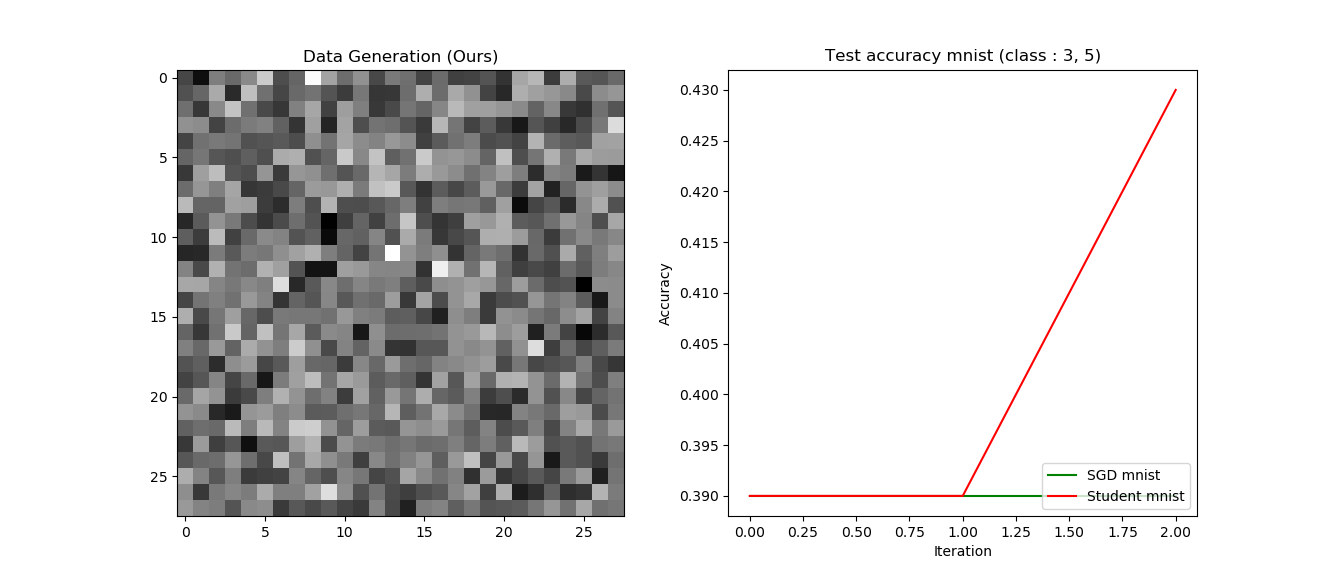 Data Generation (Ours)
0
5
10
15
20
25
0 5 10 15 20 25
Test accuracy mnist (class : 3, 5)
Accuracy
0.430
0.425
0.420
0.415
0.410
0.405
0.400
0.395
0.390
SGD mnist
Student mnist
0.00 0.25 0.50 0.75 1.00 1.25 1.50 1.75 2.00
Iteration